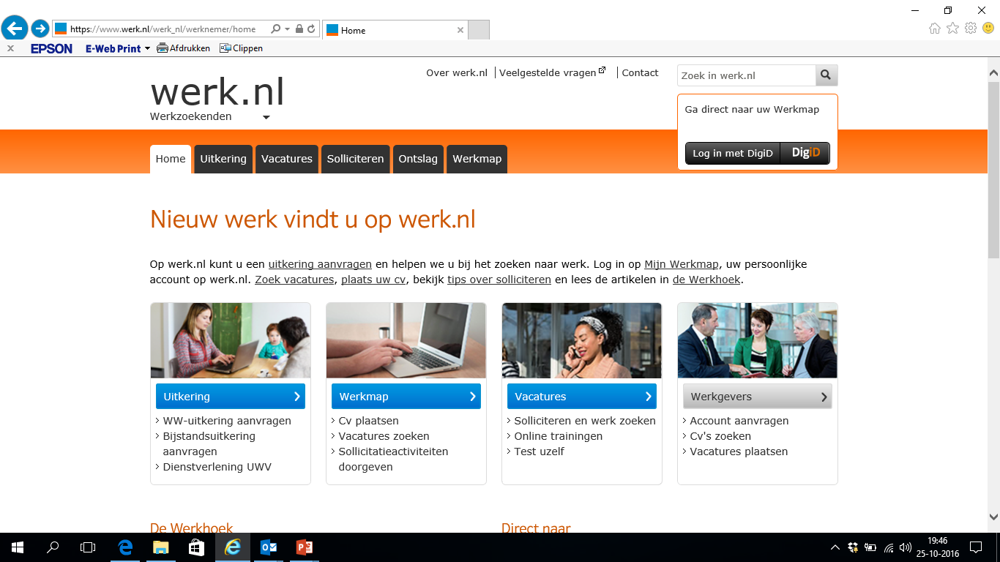 https://www.werk.nl/werk_nl/werknemer/home
Home
EPSON E-Web Print Afdrukken Clippen
Over werk.nl Veelgestelde vragen Contact
Zoek in werk.nl
werk.nl
Werkzoekenden
Ga direct naar uw Werkmap
Log in met DigiD DigiD
Home Uitkering Vacatures Solliciteren Ontslag Werkmap
Nieuw werk vindt u op werk.nl
Op werk.nl kunt u een uitkering aanvragen en helpen we u bij het zoeken naar werk. Log in op Mijn Werkmap, uw persoonlijke
account op werk.nl. Zoek vacatures, plaats uw cv, bekijk tips over solliciteren en lees de artikelen in de Werkhoek.
Uitkering
WW-uitkering aanvragen
Bijstandsuitkering
aanvragen
Dienstverlening UWV
Werkmap
Cv plaatsen
Vacatures zoeken
Sollicitatieactiviteiten
doorgeven
Vacatures
Solliciteren en werk zoeken
Online trainingen
Test uzelf
Werkgevers
Account aanvragen
Cv's zoeken
Vacatures plaatsen
De Werkhoek
Direct naar
19:46
25-10-2016